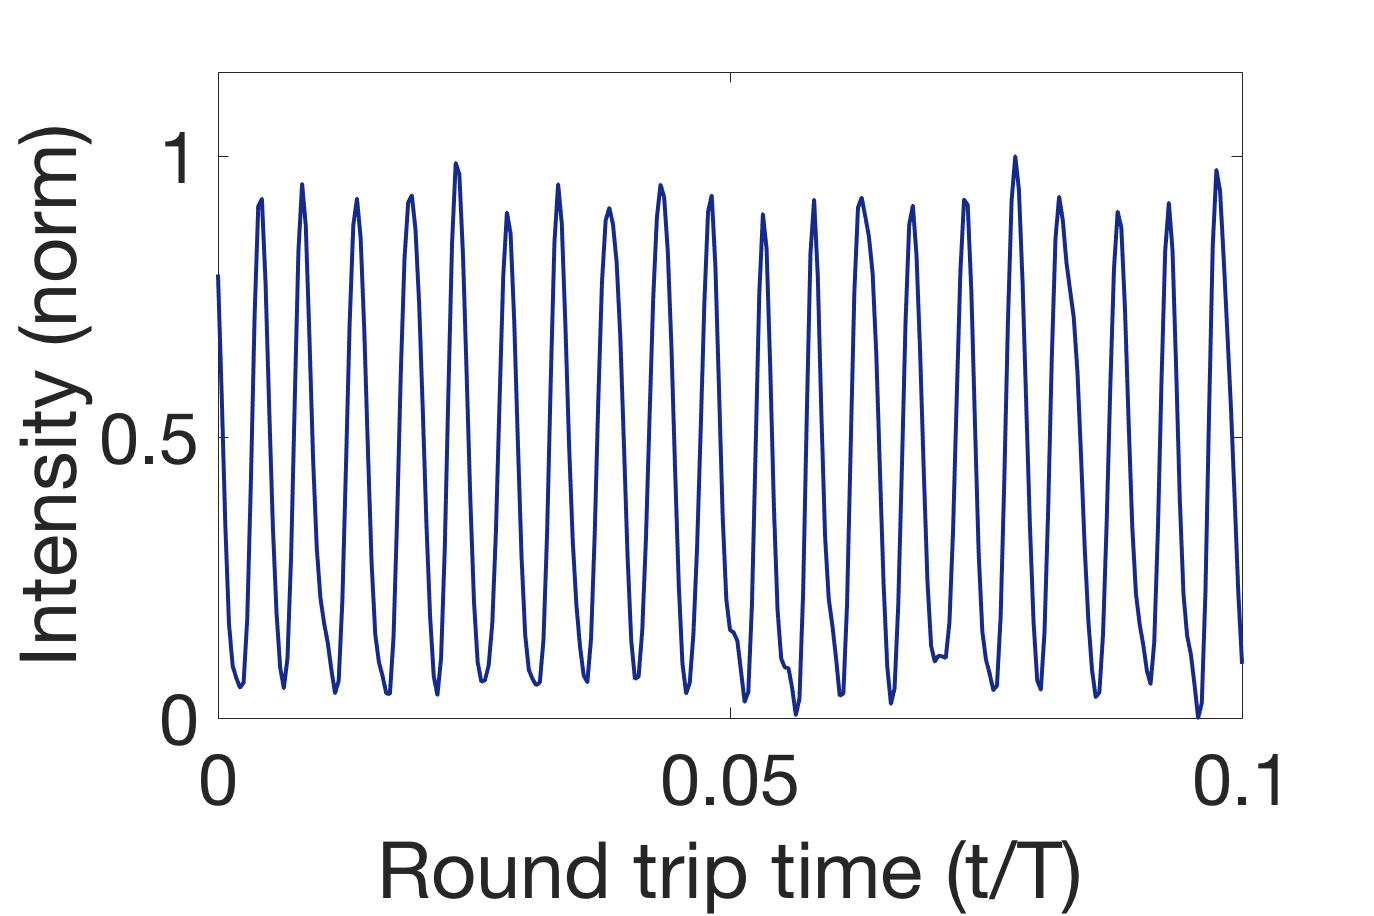 Intensity (norm)
1
0.5
0
0 0.05 0.1
Round trip time (t/T)